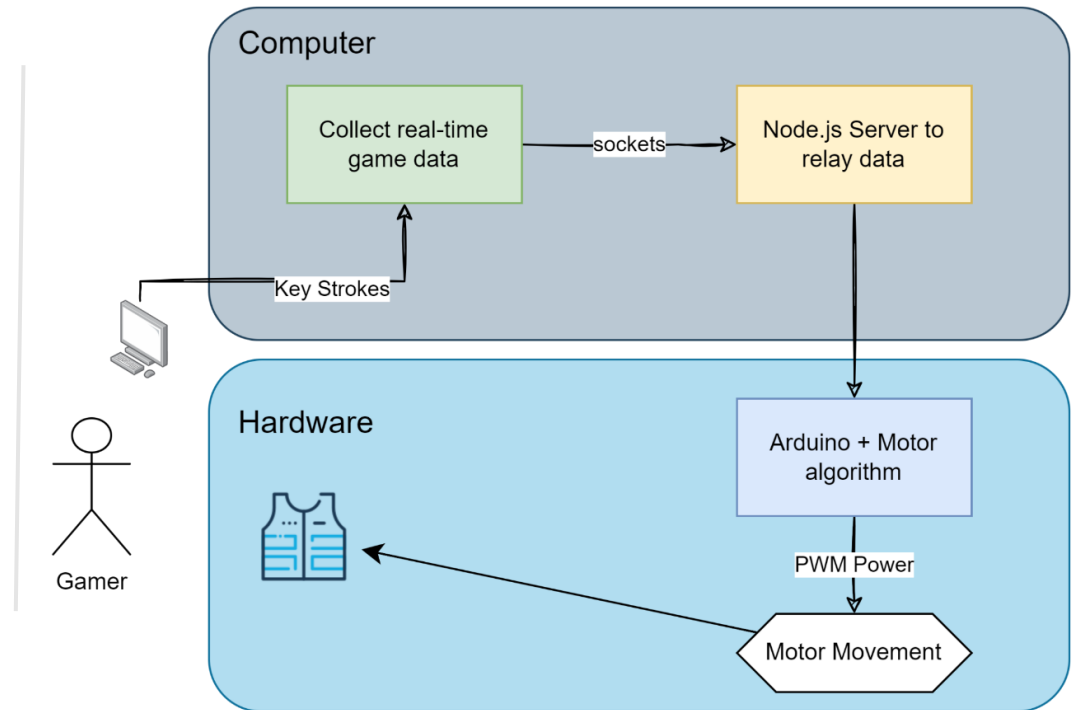 Computer
Collect real-time
game data
sockets
Node.js Server to
relay data
Key Strokes
Hardware
Arduino + Motor
algorithm
Gamer
PWM Power
Motor Movement